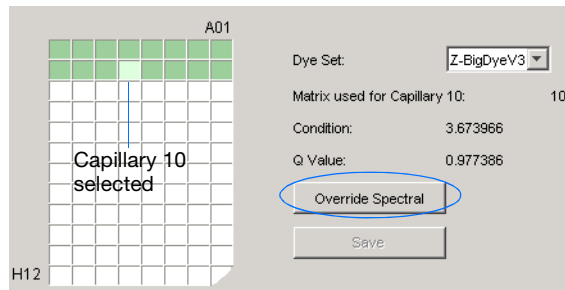 A01
Capillary 10
selected
H12
Dye Set: Z-BigDyeV3
Matrix used for Capillary 10: 10
Condition: 3.673966
Q Value: 0.977386
Override Spectral
Save